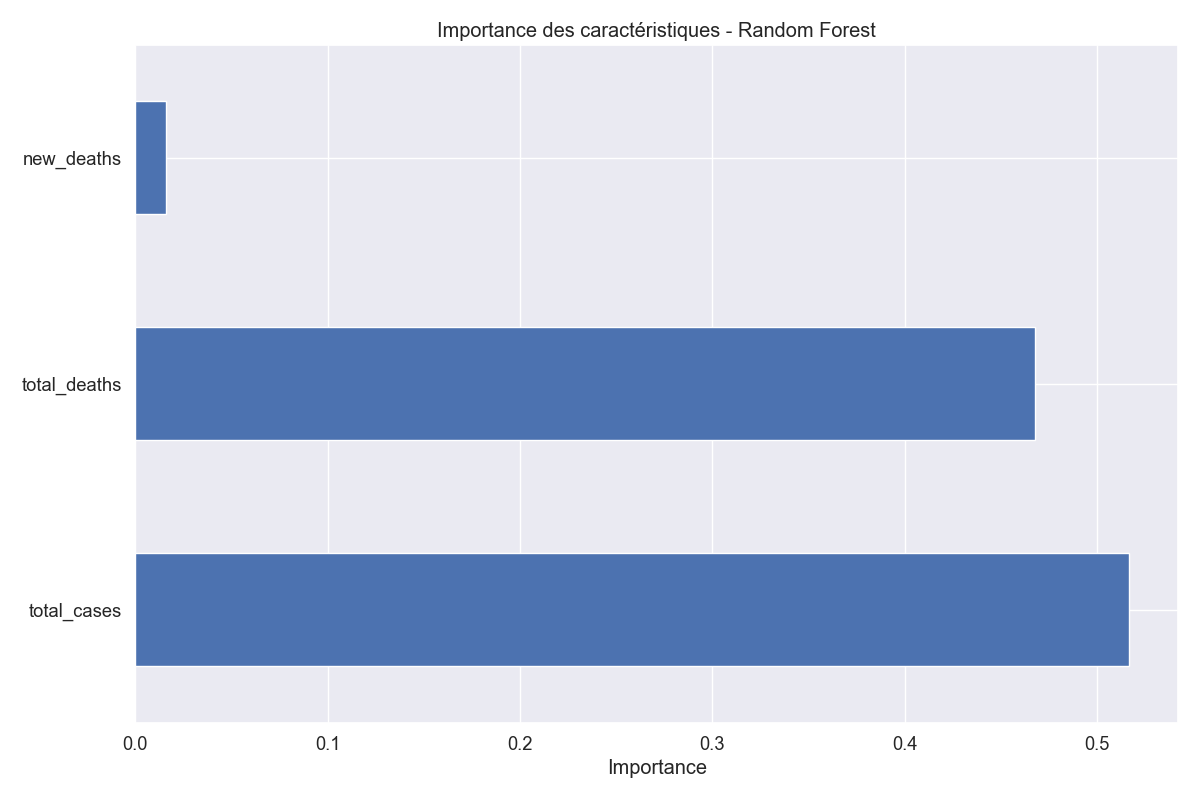 Importance des caractéristiques - Random Forest
new_deaths
total_deaths
total_cases
0.0 0.1 0.2 0.3 0.4 0.5
Importance